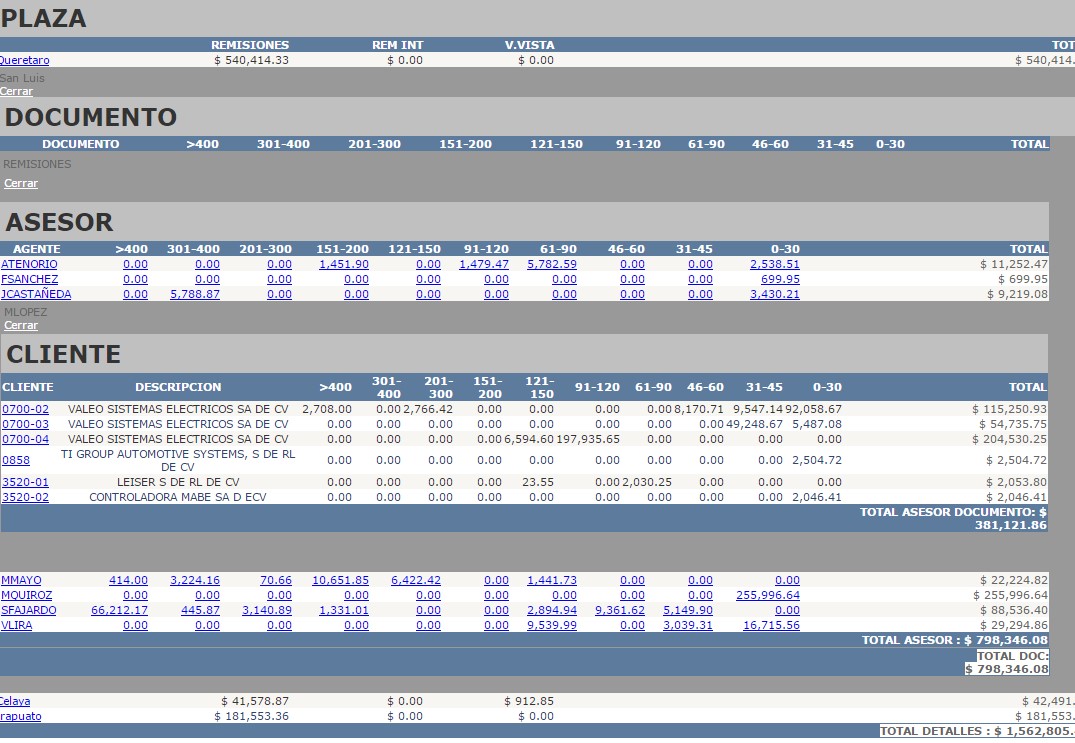 PLAZA
REMISIONES REM INT V.VISTA TOT
Queretaro $ 540,414.33 $ 0.00 $ 0.00 $ 540,414.
San Luis
Cerrar
DOCUMENTO
DOCUMENTO >400 301-400 201-300 151-200 121-150 91-120 61-90 46-60 31-45 0-30 TOTAL
REMISIONES
Cerrar
ASESOR
AGENTE >400 301-400 201-300 151-200 121-150 91-120 61-90 46-60 31-45 0-30 TOTAL
ATENORIO 0.00 0.00 0.00 1,451.90 0.00 1,479.47 5,782.59 0.00 0.00 2,538.51 $ 11,252.47
FSANCHEZ 0.00 0.00 0.00 0.00 0.00 0.00 0.00 0.00 0.00 699.95 $ 699.95
JCASTAÑEDA 0.00 5,788.87 0.00 0.00 0.00 0.00 0.00 0.00 0.00 3,430.21 $ 9,219.08
MLOPEZ
Cerrar
CLIENTE
CLIENTE DESCRIPCION >400 301-400 201-300 151-200 121-150 91-120 61-90 46-60 31-45 0-30 TOTAL
0700-02 VALEO SISTEMAS ELECTRICOS SA DE CV 2,708.00 0.00 2,766.42 0.00 0.00 0.00 0.00 8,170.71 9,547.14 92,058.67 $ 115,250.93
0700-03 VALEO SISTEMAS ELECTRICOS SA DE CV 0.00 0.00 0.00 0.00 0.00 0.00 0.00 0.00 49,248.67 5,487.08 $ 54,735.75
0700-04 VALEO SISTEMAS ELECTRICOS SA DE CV 0.00 0.00 0.00 0.00 6,594.60 197,935.65 0.00 0.00 0.00 0.00 $ 204,530.25
0858 TI GROUP AUTOMOTIVE SYSTEMS, S DE RL DE CV 0.00 0.00 0.00 0.00 0.00 0.00 0.00 0.00 0.00 2,504.72 $ 2,504.72
3520-01 LEISER S DE RL DE CV 0.00 0.00 0.00 0.00 23.55 0.00 2,030.25 0.00 0.00 0.00 $ 2,053.80
3520-02 CONTROLADORA MABE SA D ECV 0.00 0.00 0.00 0.00 0.00 0.00 0.00 0.00 0.00 2,046.41 $ 2,046.41
TOTAL ASESOR DOCUMENTO: $
381,121.86
MMAYO 414.00 3,224.16 70.66 10,651.85 6,422.42 0.00 1,441.73 0.00 0.00 0.00 $ 22,224.82
MQUIROZ 0.00 0.00 0.00 0.00 0.00 0.00 0.00 0.00 0.00 255,996.64 $ 255,996.64
SFAJARDO 66,212.17 445.87 3,140.89 1,331.01 0.00 0.00 2,894.94 9,361.62 5,149.90 0.00 $ 88,536.40
VLIRA 0.00 0.00 0.00 0.00 0.00 0.00 9,539.99 0.00 3,039.31 16,715.56 $ 29,294.86
TOTAL ASESOR : $ 798,346.08
TOTAL DOC:
$ 798,346.08
Celaya $ 41,578.87 $ 0.00 $ 912.85 $ 42,491.
rapuato $ 181,553.36 $ 0.00 $ 0.00 $ 181,553.
TOTAL DETALLES : $ 1,562,805.